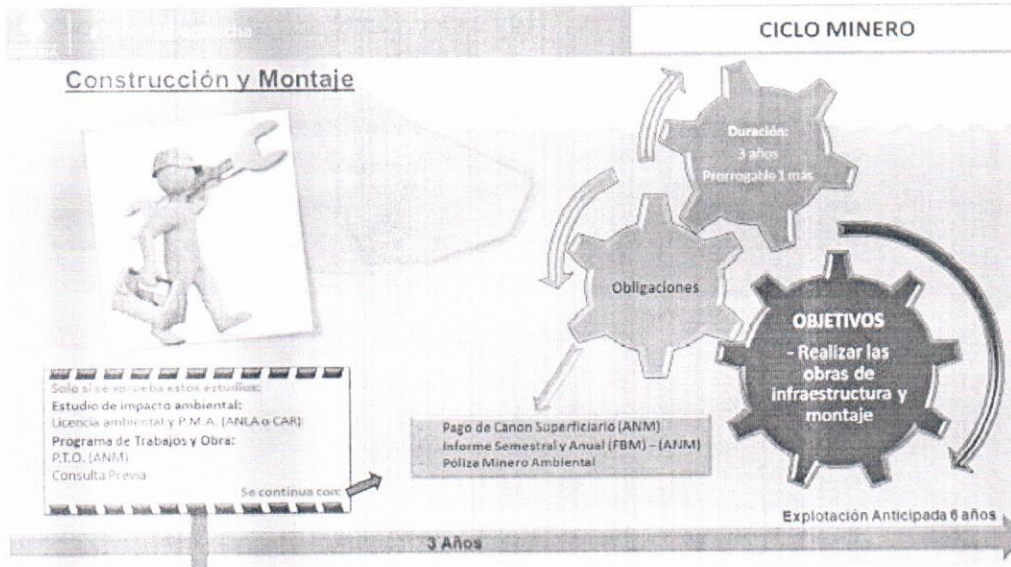 CICLO MINERO
Construcción y Montaje
Duración:
3 años
Prorrogable 1 más
Obligaciones
OBJETIVOS
- Realizar las
obras de
infraestructura y
montaje
Solo si se aprueba estos estudios:
Estudio de impacto ambiental:
Licencia ambiental y P.M.A. (ANLA o CAR)
Programa de Trabajos y Obra:
P.T.O. (ANM)
Consulta Previa
Se continua con:
Pago de Canon Superficiario (ANM)
Informe Semestral y Anual (FBM) – (ANM)
Póliza Minero Ambiental
Explotación Anticipada 6 años
3 Años